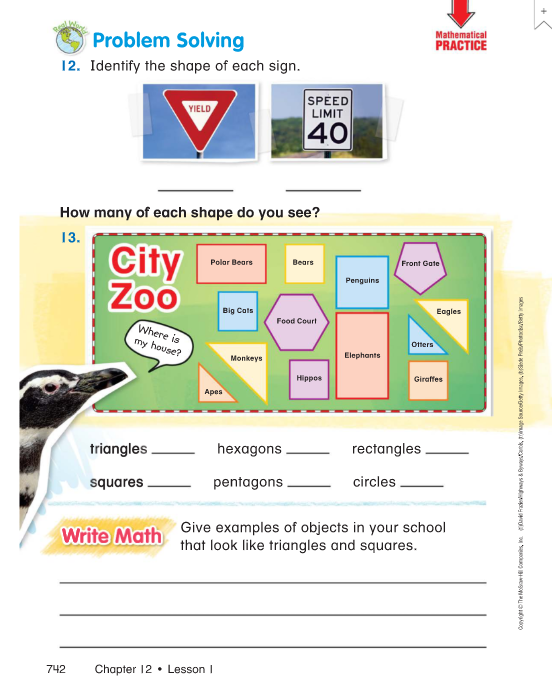 +
Real World
Problem Solving
Mathematical
PRACTICE
12. Identify the shape of each sign.
YIELD
SPEED
LIMIT
40
How many of each shape do you see?
13.
City
Zoo
Polar Bears
Bears
Penguins
Front Gate
Big Cats
Food Court
Eagles
Otters
Where is
my house?
Monkeys
Elephants
Apes
Hippos
Giraffes
triangles
hexagons
rectangles
squares
pentagons
circles
Write Math
Give examples of objects in your school
that look like triangles and squares.
742 Chapter 12 • Lesson 1